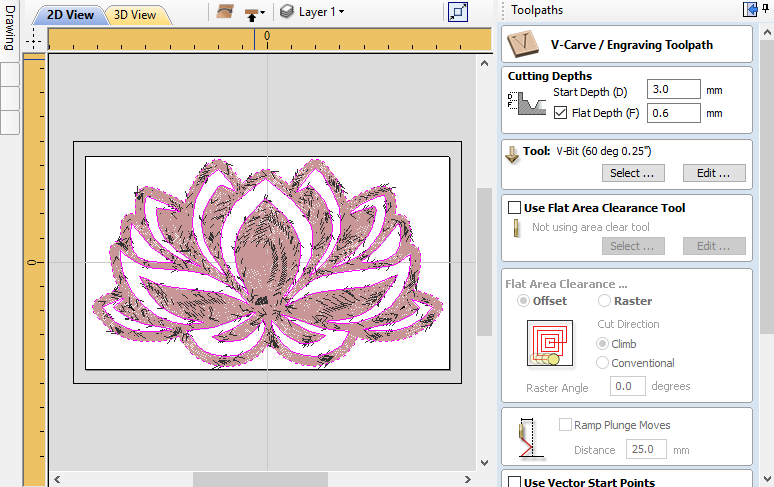 Drawing
2D View
3D View
Layer 1
0
0
Toolpaths
V-Carve / Engraving Toolpath
Cutting Depths
Start Depth (D) 3.0 mm
D
F
Flat Depth (F) 0.6 mm
Tool: V-Bit (60 deg 0.25")
Select ... Edit ...
Use Flat Area Clearance Tool
Not using area clear tool
Select ... Edit ...
Flat Area Clearance ...
Offset Raster
Cut Direction
Climb
Conventional
Raster Angle 0.0 degrees
Ramp Plunge Moves
Distance 25.0 mm
Use Vector Start Points